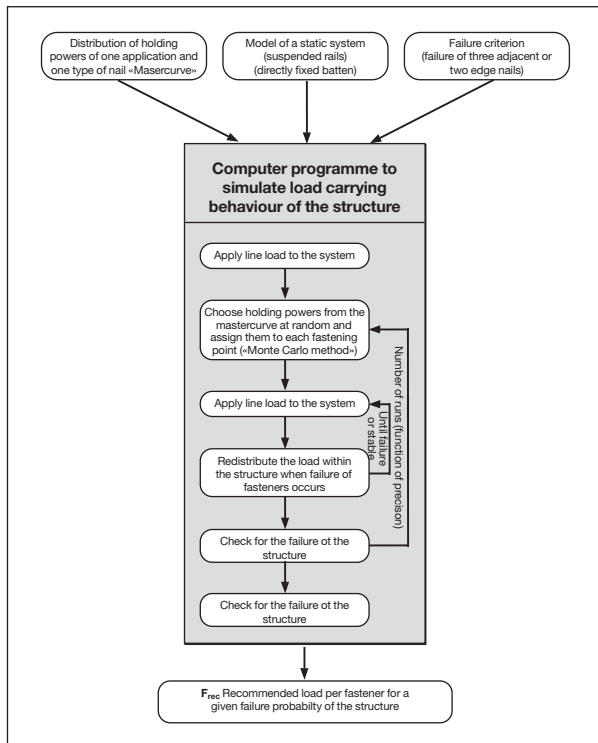 Distribution of holding
powers of one application and
one type of nail «Masercurve»
Model of a static system
(suspended rails)
(directly fixed batten)
Failure criterion
(failure of three adjacent or
two edge nails)
Computer programme to
simulate load carrying
behaviour of the structure
Apply line load to the system
Choose holding powers from the
mastercurve at random and
assign them to each fastening
point («Monte Carlo method»)
Apply line load to the system
Until failure
or stable
Number of runs (function of precison)
Redistribute the load within
the structure when failure of
fasteners occurs
Check for the failure ot the
structure
Check for the failure ot the
structure
Frec Recommended load per fastener for a
given failure probabilty of the structure